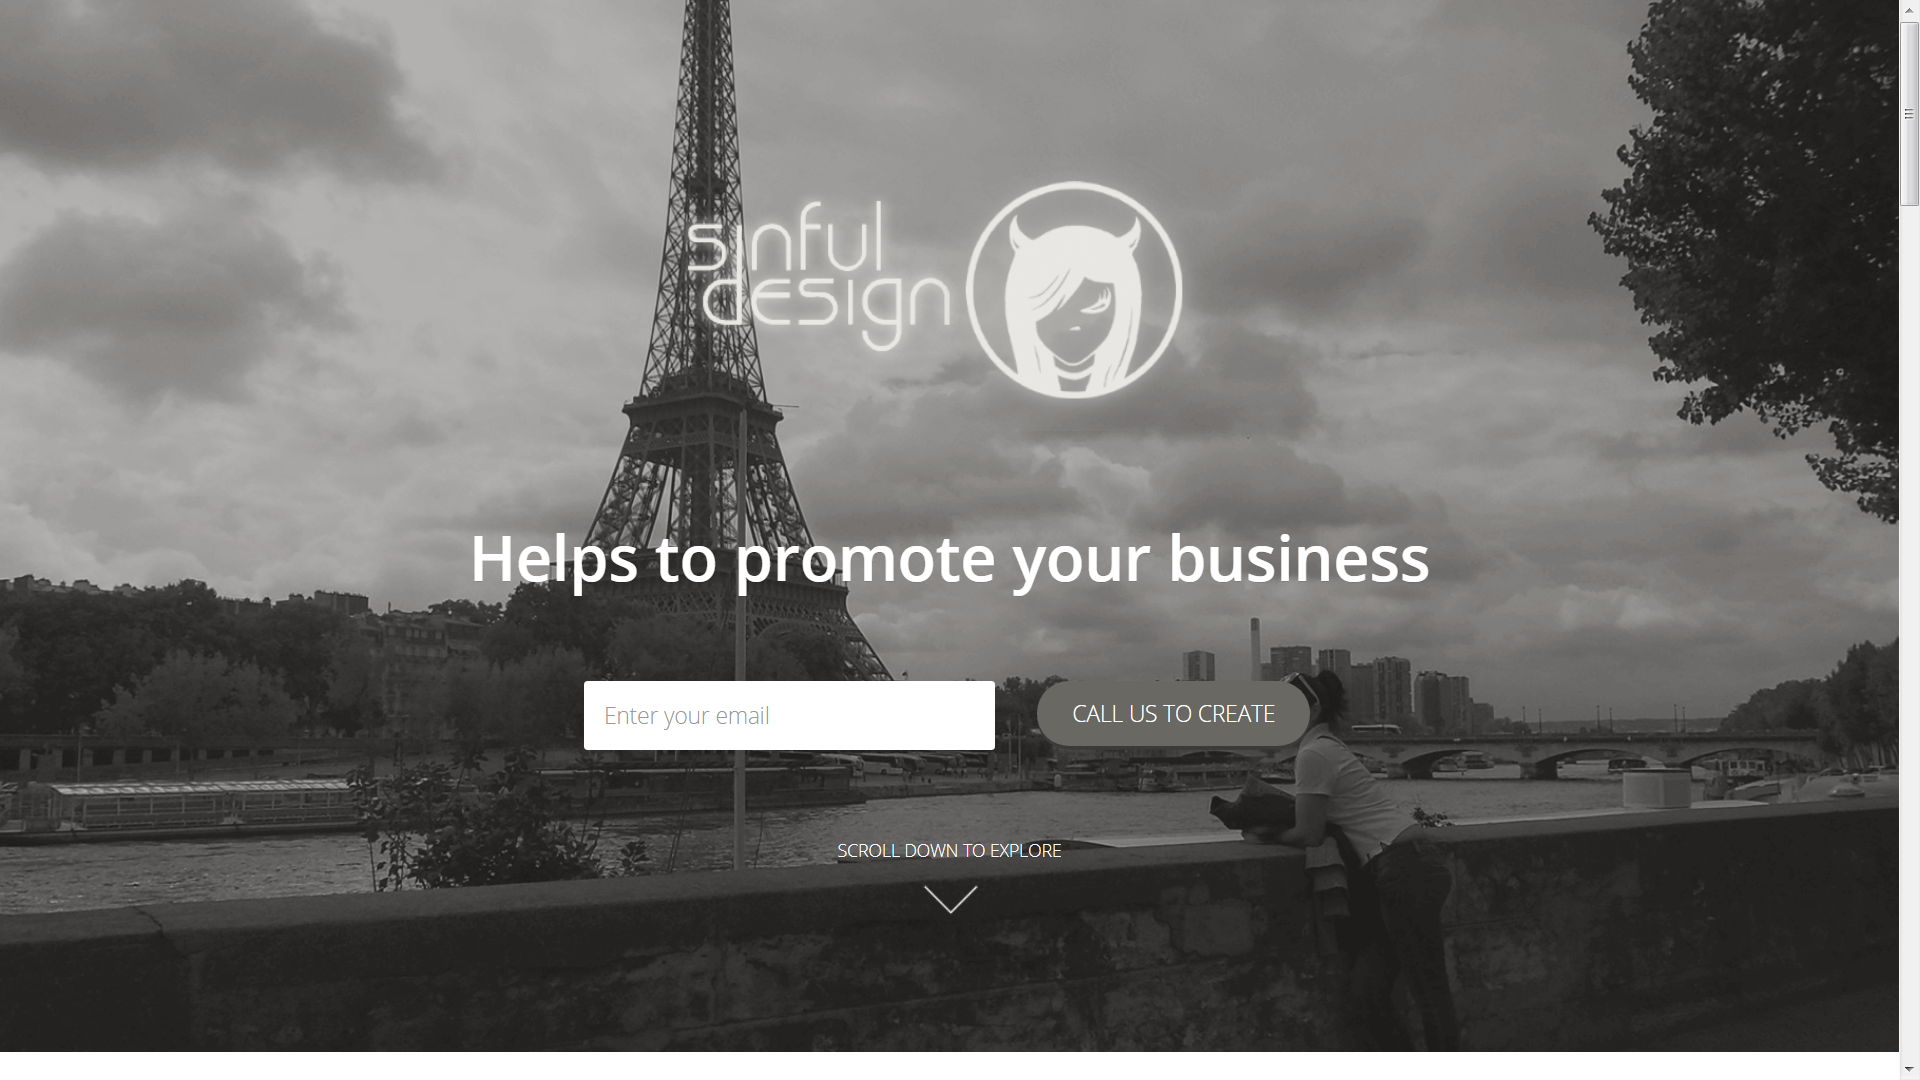 sinful
design
Helps to promote your business
Enter your email
CALL US TO CREATE
SCROLL DOWN TO EXPLORE